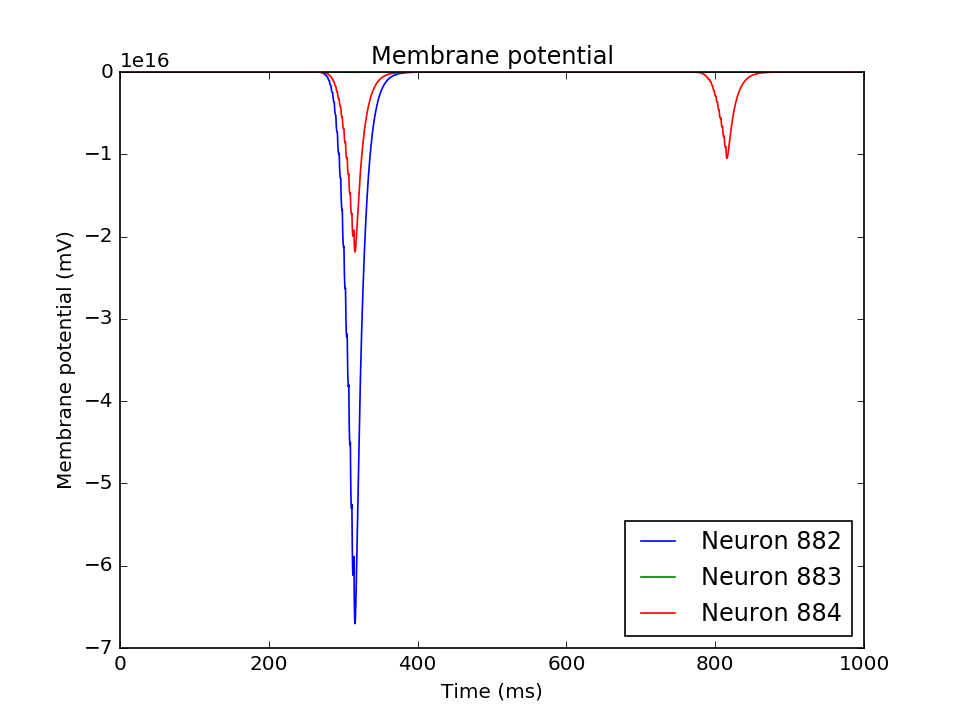 Membrane potential
1e16
0
−1
−2
−3
−4
−5
−6
−7
Membrane potential (mV)
0 200 400 600 800 1000
Time (ms)
Neuron 882
Neuron 883
Neuron 884